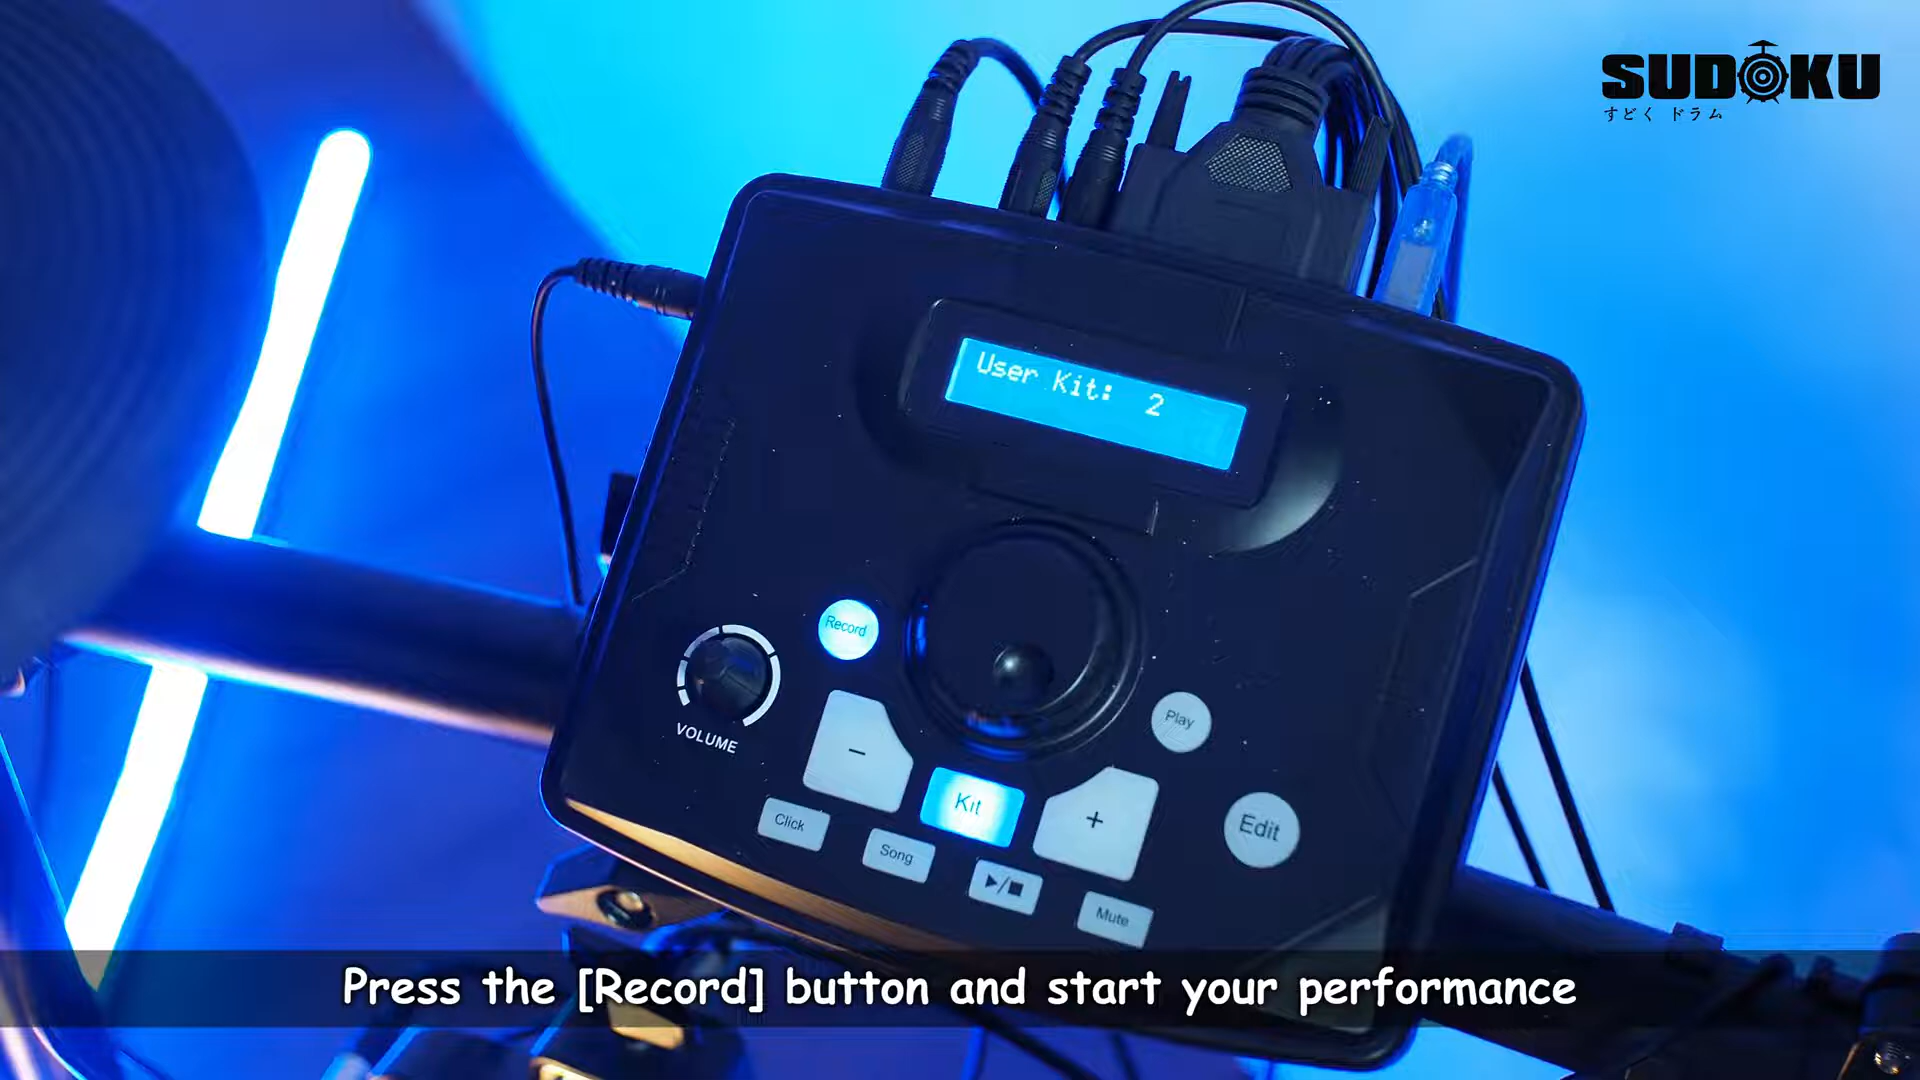 SUDOKU
すどく ドラム
User Kit: 2
Record
VOLUME
−
Play
Kit
+
Edit
Click
Song
▶/■
Mute
Press the [Record] button and start your performance